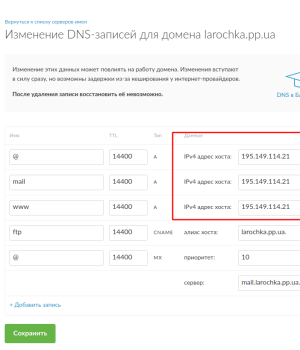 Вернуться к списку серверов имен
Изменение DNS-записей для домена larochka.pp.ua
Изменение этих данных может повлиять на работу домена. Изменения вступают
в силу сразу, но возможны задержки из-за кеширования у интернет-провайдеров.
После удаления записи восстановить её невозможно.
DNS в Ба
Имя TTL Тип Данные
@ 14400 A IPv4 адрес хоста: 195.149.114.21
mail 14400 A IPv4 адрес хоста: 195.149.114.21
www 14400 A IPv4 адрес хоста: 195.149.114.21
ftp 14400 CNAME алиас хоста: larochka.pp.ua.
@ 14400 MX приоритет: 10
сервер: mail.larochka.pp.ua.
+ Добавить запись
Сохранить